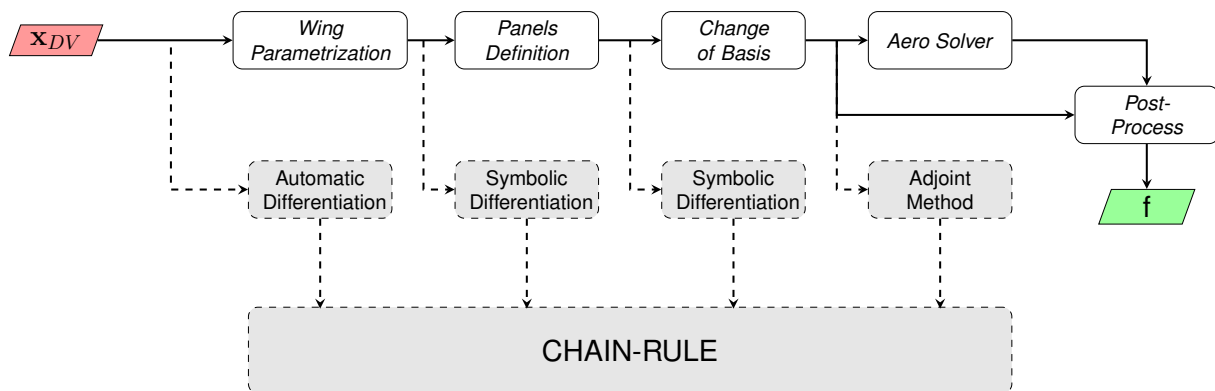 x_DV
Wing
Parametrization
Panels
Definition
Change
of Basis
Aero Solver
Post-
Process
Automatic
Differentiation
Symbolic
Differentiation
Symbolic
Differentiation
Adjoint
Method
f
CHAIN-RULE